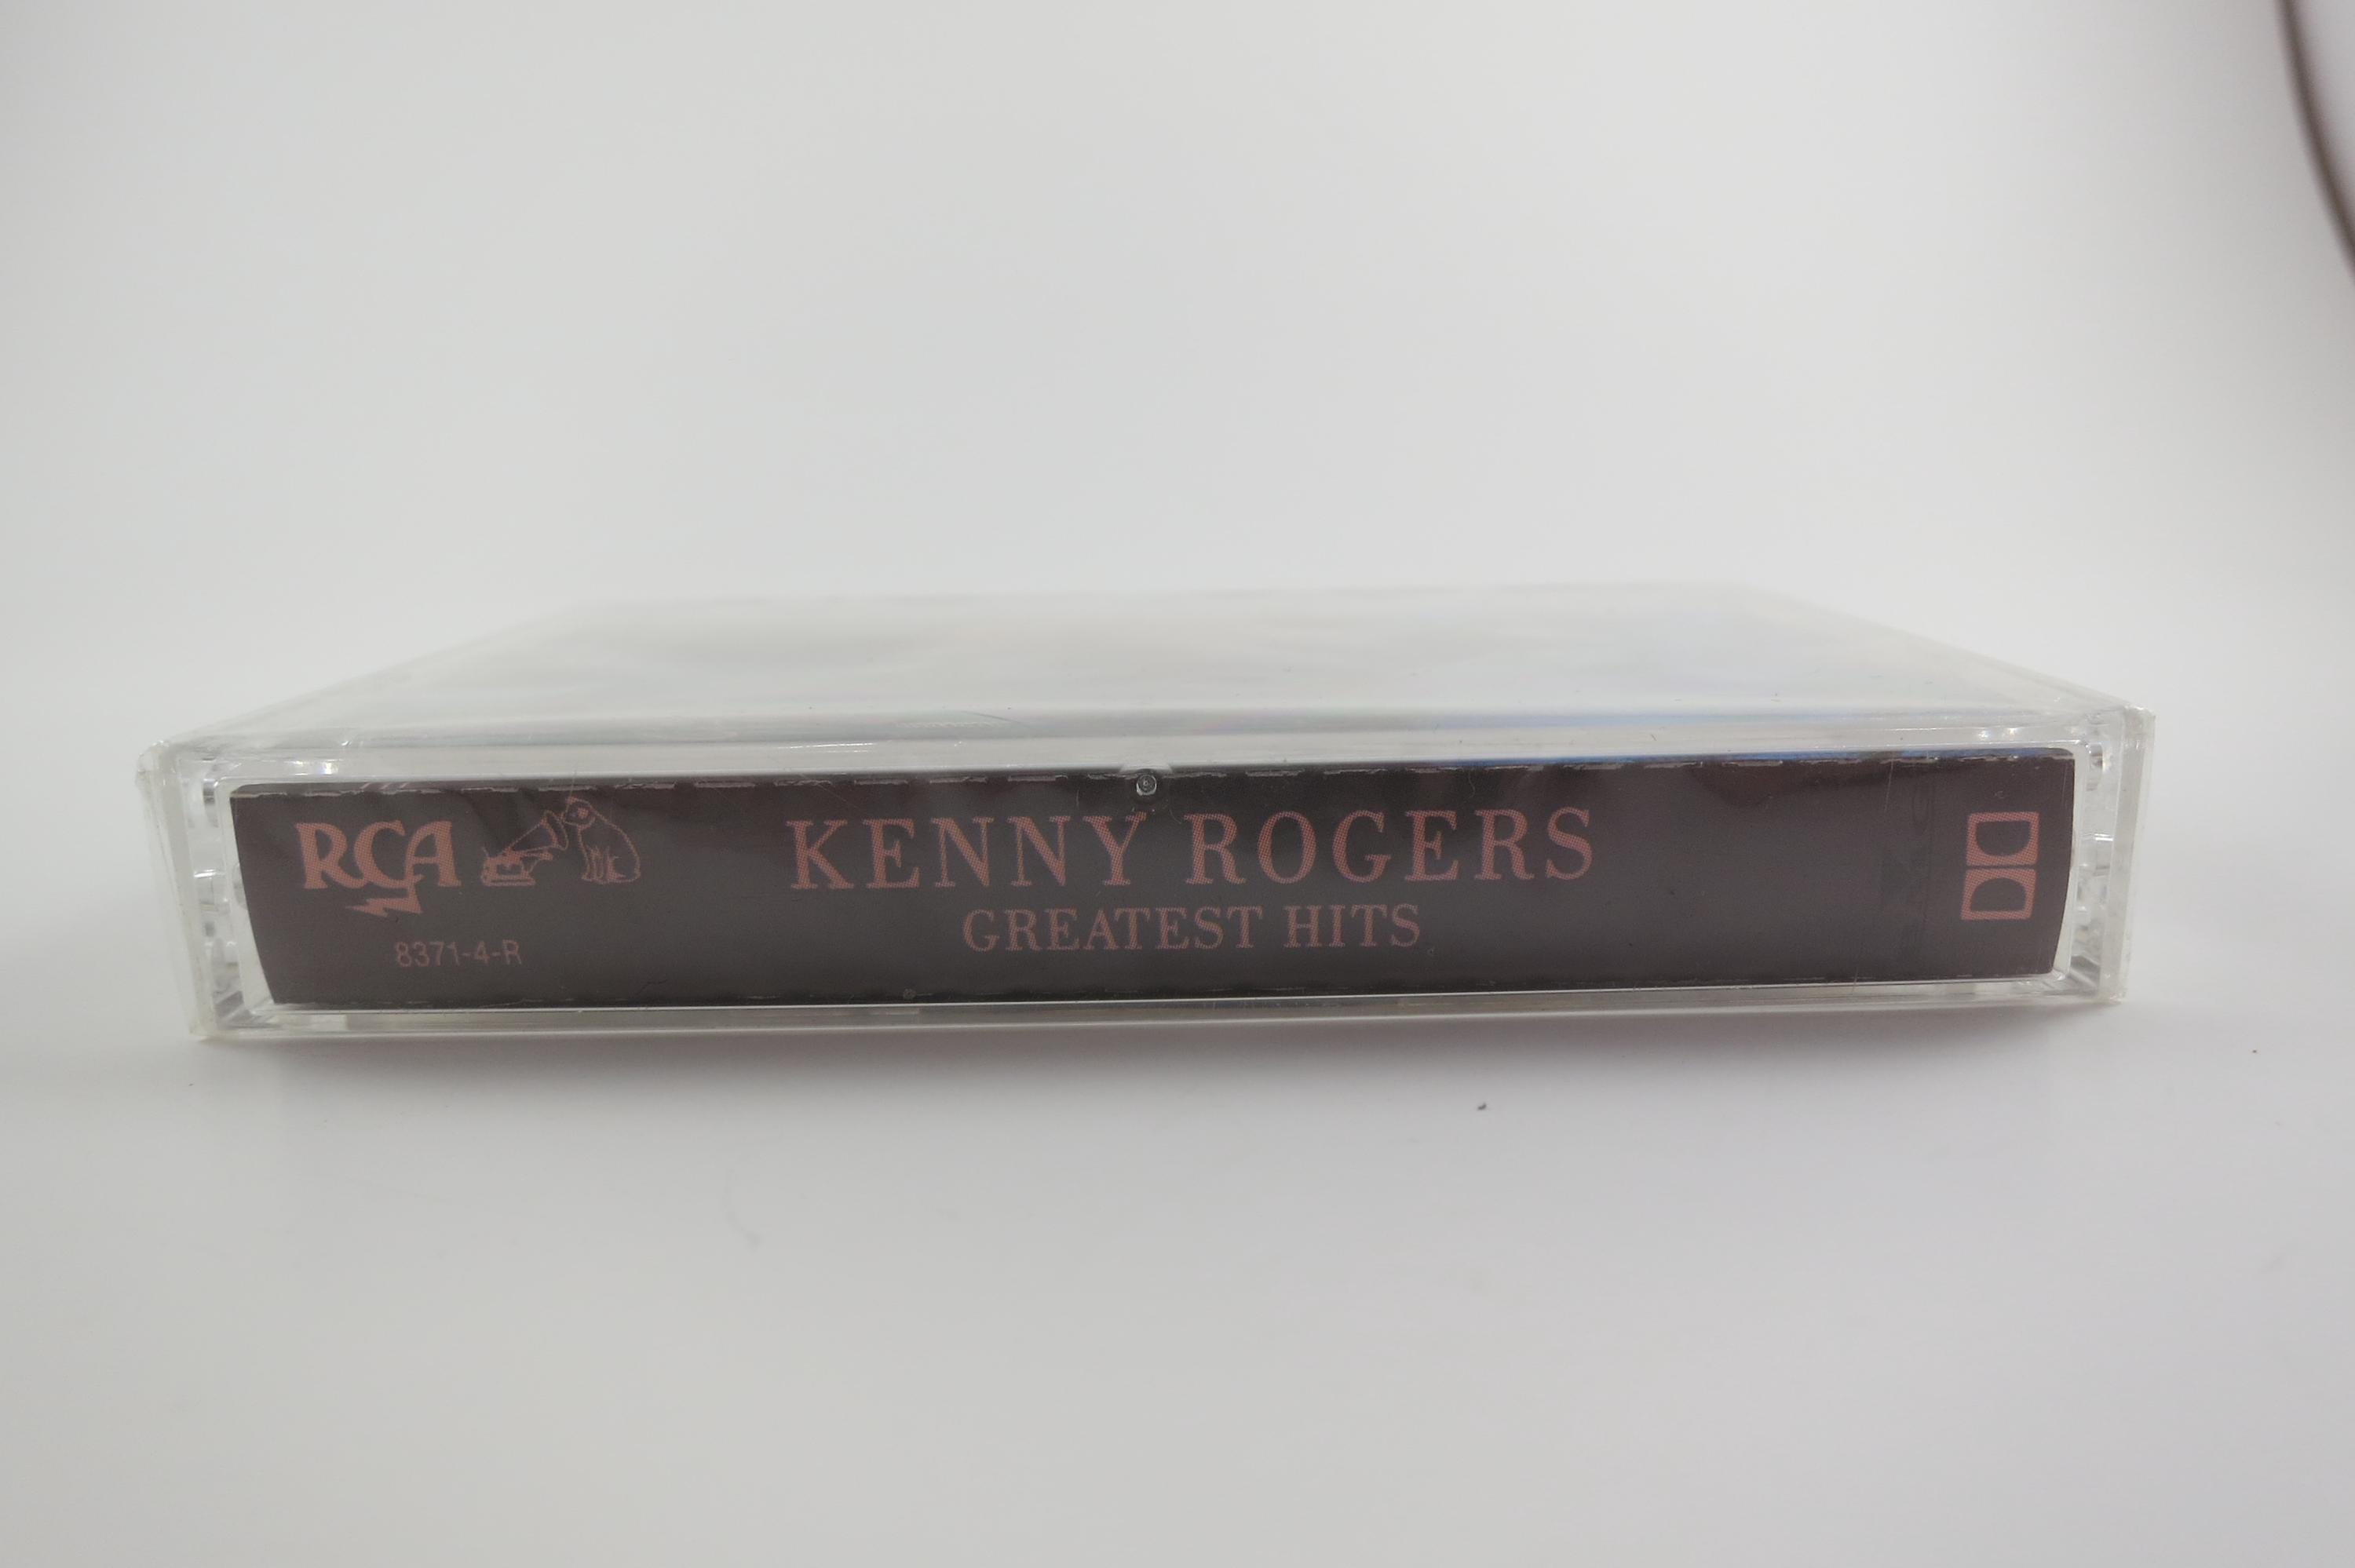 RCA
8371-4-R
KENNY ROGERS
GREATEST HITS